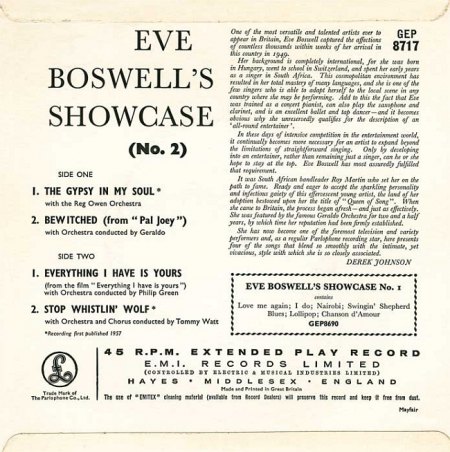 EVE
BOSWELL'S
SHOWCASE
(No. 2)
SIDE ONE
1. THE GYPSY IN MY SOUL*
with the Reg Owen Orchestra
2. BEWITCHED (from "Pal Joey")
with Orchestra conducted by Geraldo
SIDE TWO
1. EVERYTHING I HAVE IS YOURS
(from the film "Everything i have is yours")
with Orchestra conducted by Philip Green
2. STOP WHISTLIN' WOLF*
with Orchestra and Chorus conducted by Tommy Watt
*Recording first published 1957
GEP
8717
One of the most versatile and talented artists ever to
appear in Britain, Eve Boswell captured the affections
of countless thousands within weeks of her arrival in
this country in 1949.
Her background is completely international, for she was born
in Hungary, went to school in Switzerland, and spent her early years
as a singer in South Africa. This cosmopolitan environment has
resulted in her total mastery of many languages, and she is one of the
few singers who is able to adapt herself to the local scene in any
country where she may be performing. Add to this the fact that Eve
was trained as a concert pianist, can also play the saxophone and
clarinet, and is an excellent ballet and tap dancer—and it becomes
obvious why she unreservedly qualifies for the description of an
'all-round entertainer'.
In these days of intensive competition in the entertainment world,
it continually becomes more necessary for an artist to expand beyond
the limitations of straightforward singing. Only by developing
into an entertainer, rather than remaining just a singer, can he or she
hope to stay at the top. Eve Boswell has most assuredly fulfilled
that requirement.
It was South African bandleader Roy Martin who set her on the
path to fame. Ready and eager to accept the sparkling personality
and infectious gaiety of this effervescent young artist, the land of her
adoption bestowed upon her the title of "Queen of Song". When
she came to Britain, the process began afresh—and just as effectively.
She was featured by the famous Geraldo Orchestra for two and a half
years, by which time her reputation had been firmly established.
She has now become one of the foremost television and variety
performers and, as a regular Parlophone recording star, here presents
four of the songs that blend so smoothly with the intimate, yet
vivacious, style with which she is so closely associated.
DEREK JOHNSON
EVE BOSWELL'S SHOWCASE No. 1
contains
Love me again; I do; Nairobi; Swingin' Shepherd
Blues; Lollipop; Chanson d'Amour
GEP8690
Trade Mark of
The Parlophone Co., Ltd.
45 R.P.M. EXTENDED PLAY RECORD
E.M.I. RECORDS LIMITED
(CONTROLLED BY ELECTRIC & MUSICAL INDUSTRIES LIMITED)
HAYES • MIDDLESEX • ENGLAND
Made and Printed in Great Britain
The use of "EMITEX" cleaning material (available from Record Dealers) will preserve this record and keep it free from dust.
Mayfair